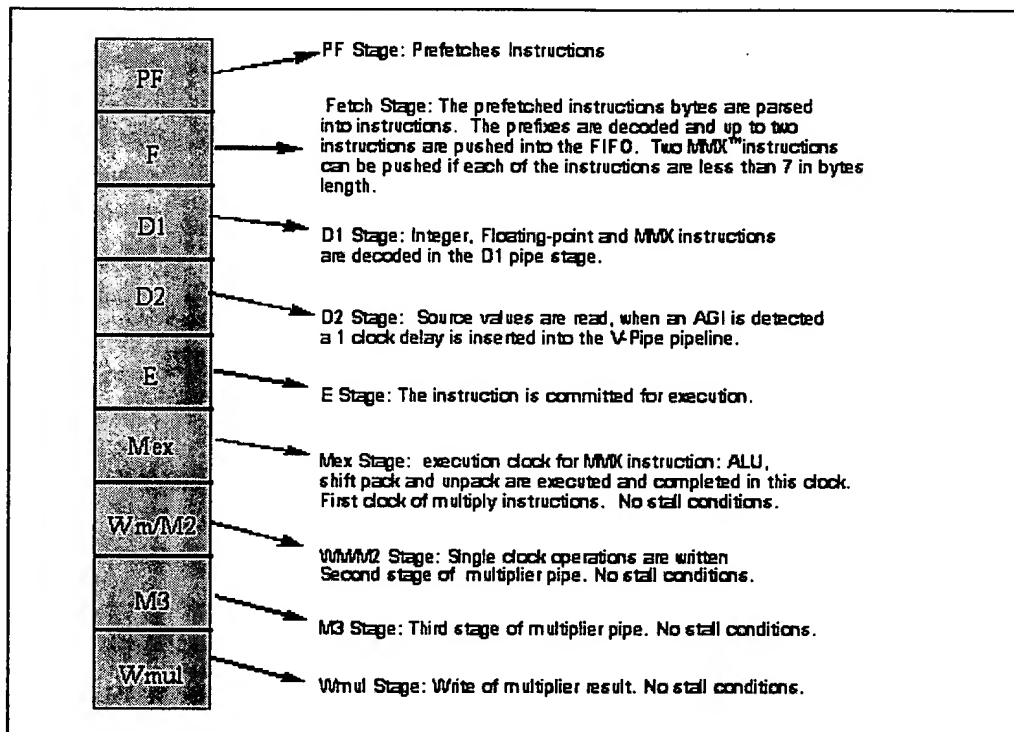 PF
PF Stage: Prefetches Instructions
F
Fetch Stage: The prefetched instructions bytes are parsed
into instructions. The prefixes are decoded and up to two
instructions are pushed into the FIFO. Two MMX™ instructions
can be pushed if each of the instructions are less than 7 in bytes
length.
D1
D1 Stage: Integer, Floating-point and MMX instructions
are decoded in the D1 pipe stage.
D2
D2 Stage: Source values are read, when an AGI is detected
a 1 clock delay is inserted into the V-Pipe pipeline.
E
E Stage: The instruction is committed for execution.
Mex
Mex Stage: execution clock for MMX instruction: ALU,
shift pack and unpack are executed and completed in this clock.
First clock of multiply instructions. No stall conditions.
Wm/M2
WM/M2 Stage: Single clock operations are written
Second stage of multiplier pipe. No stall conditions.
M3
M3 Stage: Third stage of multiplier pipe. No stall conditions.
Wmul
Wmul Stage: Write of multiplier result. No stall conditions.